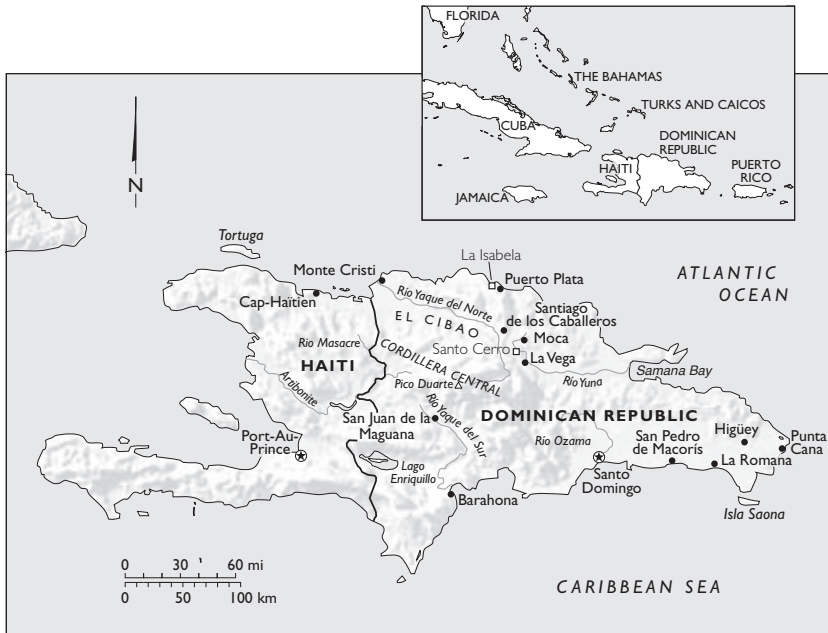 FLORIDA
THE BAHAMAS
TURKS AND CAICOS
CUBA
DOMINICAN
REPUBLIC
HAITI
PUERTO
RICO
JAMAICA
N
Tortuga
La Isabela
ATLANTIC
OCEAN
Monte Cristi
Puerto Plata
Cap-Haïtien
Río Yaque del Norte
Santiago
de los Caballeros
EL CIBAO
Moca
Rio Masacre
Santo Cerro
La Vega
HAITI
CORDILLERA CENTRAL
Samana Bay
Río Yuna
Pico Duarte
Artibonite
DOMINICAN REPUBLIC
San Juan de la
Maguana
Río Yaque del Sur
Port-Au-
Prince
Río Ozama
San Pedro
de Macorís
Higüey
Punta
Cana
Lago
Enriquillo
Santo
Domingo
La Romana
Barahona
Isla Saona
0 30 60 mi
0 50 100 km
CARIBBEAN SEA